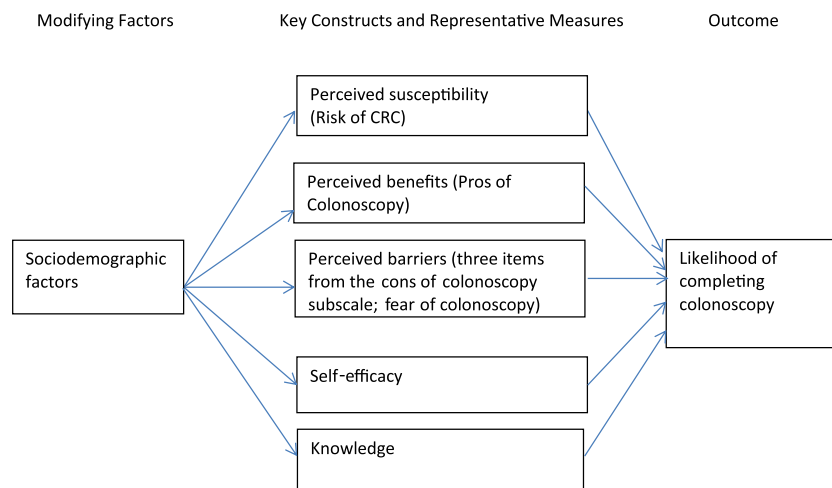 Modifying Factors
Key Constructs and Representative Measures
Outcome
Perceived susceptibility
(Risk of CRC)
Perceived benefits (Pros of
Colonoscopy)
Sociodemographic
factors
Perceived barriers (three items
from the cons of colonoscopy
subscale; fear of colonoscopy)
Likelihood of
completing
colonoscopy
Self-efficacy
Knowledge